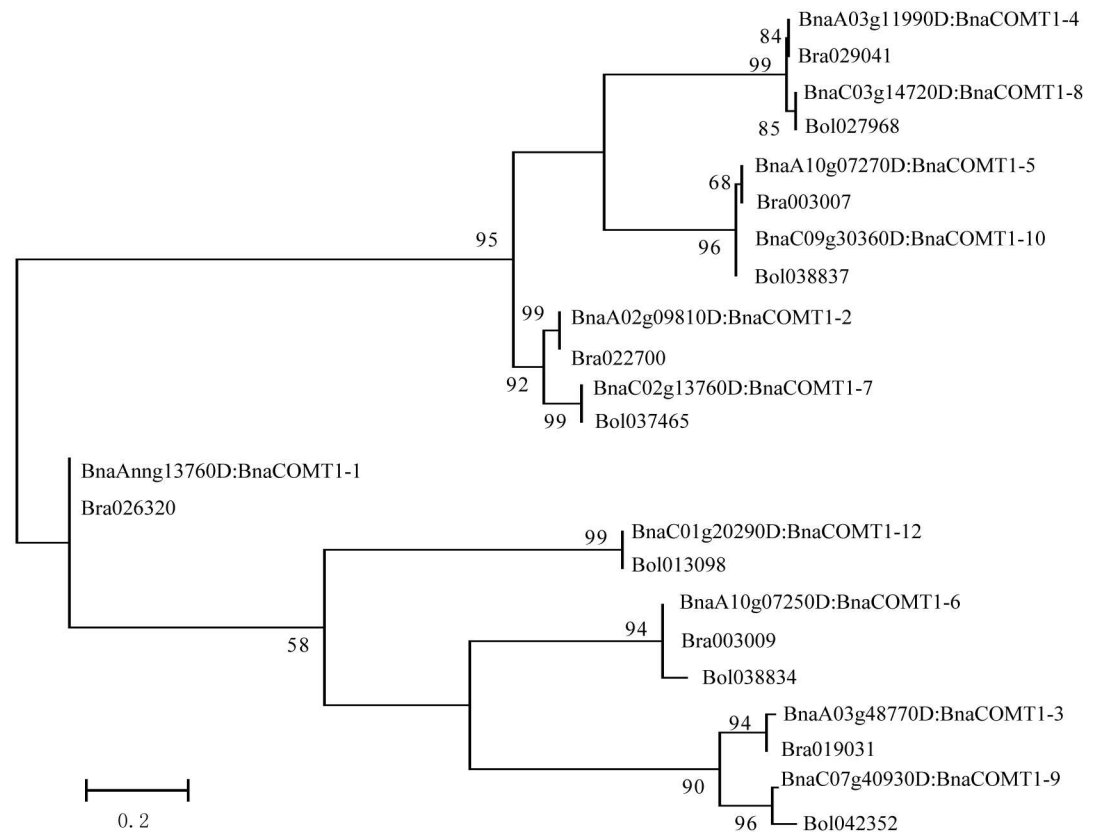 BnaA03g11990D:BnaCOMT1-4
84
Bra029041
99
BnaC03g14720D:BnaCOMT1-8
85
Bol027968
BnaA10g07270D:BnaCOMT1-5
68
Bra003007
BnaC09g30360D:BnaCOMT1-10
96
Bol038837
95
99
BnaA02g09810D:BnaCOMT1-2
Bra022700
92
BnaC02g13760D:BnaCOMT1-7
99
Bol037465
BnaAnng13760D:BnaCOMT1-1
Bra026320
99
BnaC01g20290D:BnaCOMT1-12
Bol013098
58
BnaA10g07250D:BnaCOMT1-6
94
Bra003009
Bol038834
BnaA03g48770D:BnaCOMT1-3
94
Bra019031
90
BnaC07g40930D:BnaCOMT1-9
96
Bol042352
0.2